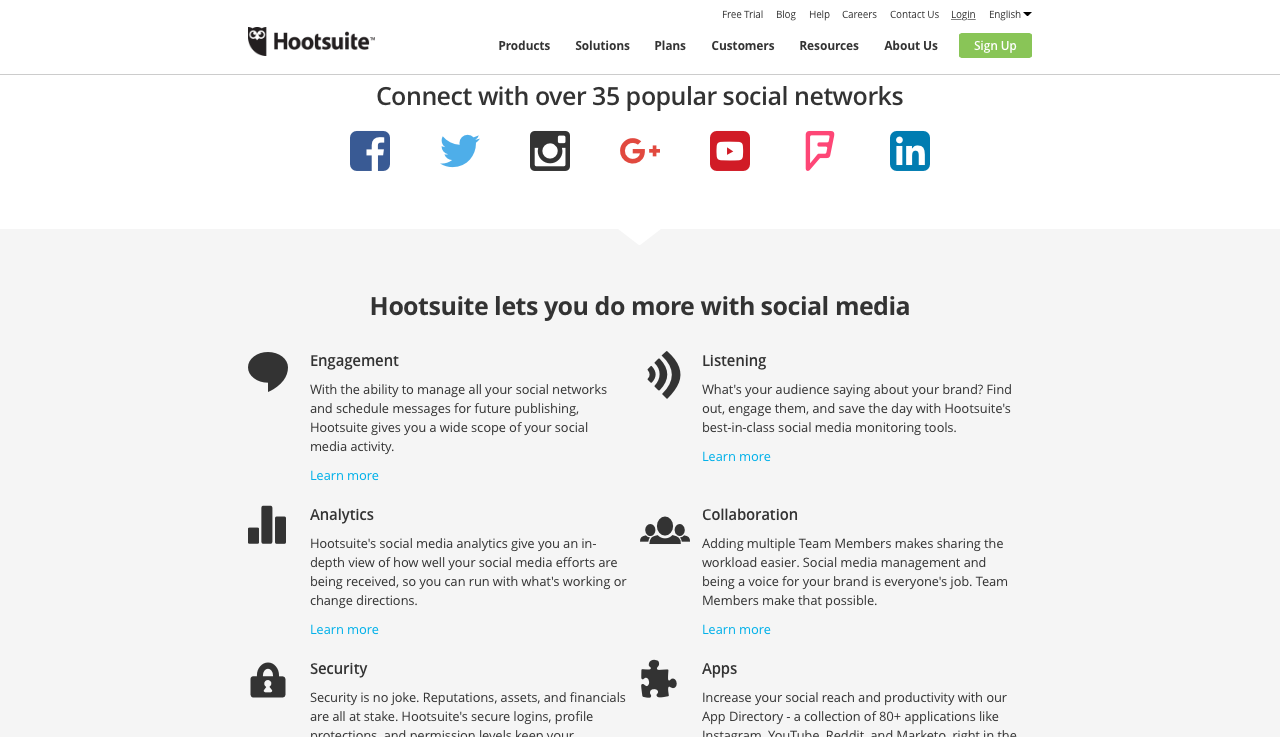 Free Trial Blog Help Careers Contact Us Login English
Hootsuite™
Products Solutions Plans Customers Resources About Us Sign Up
Connect with over 35 popular social networks
Hootsuite lets you do more with social media
Engagement
With the ability to manage all your social networks
and schedule messages for future publishing,
Hootsuite gives you a wide scope of your social
media activity.
Learn more
Listening
What's your audience saying about your brand? Find
out, engage them, and save the day with Hootsuite's
best-in-class social media monitoring tools.
Learn more
Analytics
Hootsuite's social media analytics give you an in-
depth view of how well your social media efforts are
being received, so you can run with what's working or
change directions.
Learn more
Collaboration
Adding multiple Team Members makes sharing the
workload easier. Social media management and
being a voice for your brand is everyone's job. Team
Members make that possible.
Learn more
Security
Security is no joke. Reputations, assets, and financials
are all at stake. Hootsuite's secure logins, profile
protections, and permission levels keep your
Apps
Increase your social reach and productivity with our
App Directory - a collection of 80+ applications like
Instagram, YouTube, Reddit, and Marketo, right in the